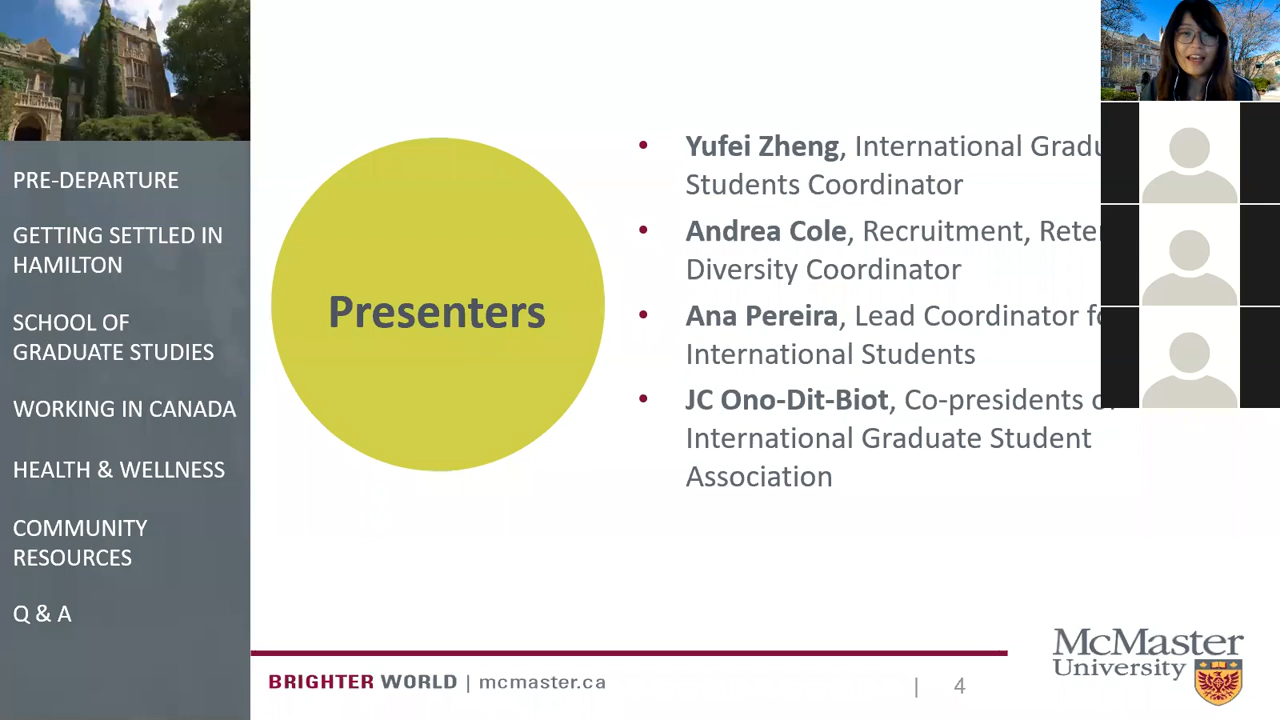 PRE-DEPARTURE
GETTING SETTLED IN
HAMILTON
SCHOOL OF
GRADUATE STUDIES
WORKING IN CANADA
HEALTH & WELLNESS
COMMUNITY
RESOURCES
Q & A
Presenters
• Yufei Zheng, International
Students Coordinator
• Andrea Cole, Recruitment,
Diversity Coordinator
• Ana Pereira, Lead Coordinator
International Students
• JC Ono-Dit-Biot, Co-presidents
International Graduate Student
Association
BRIGHTER WORLD | mcmaster.ca
| 4
McMaster
University